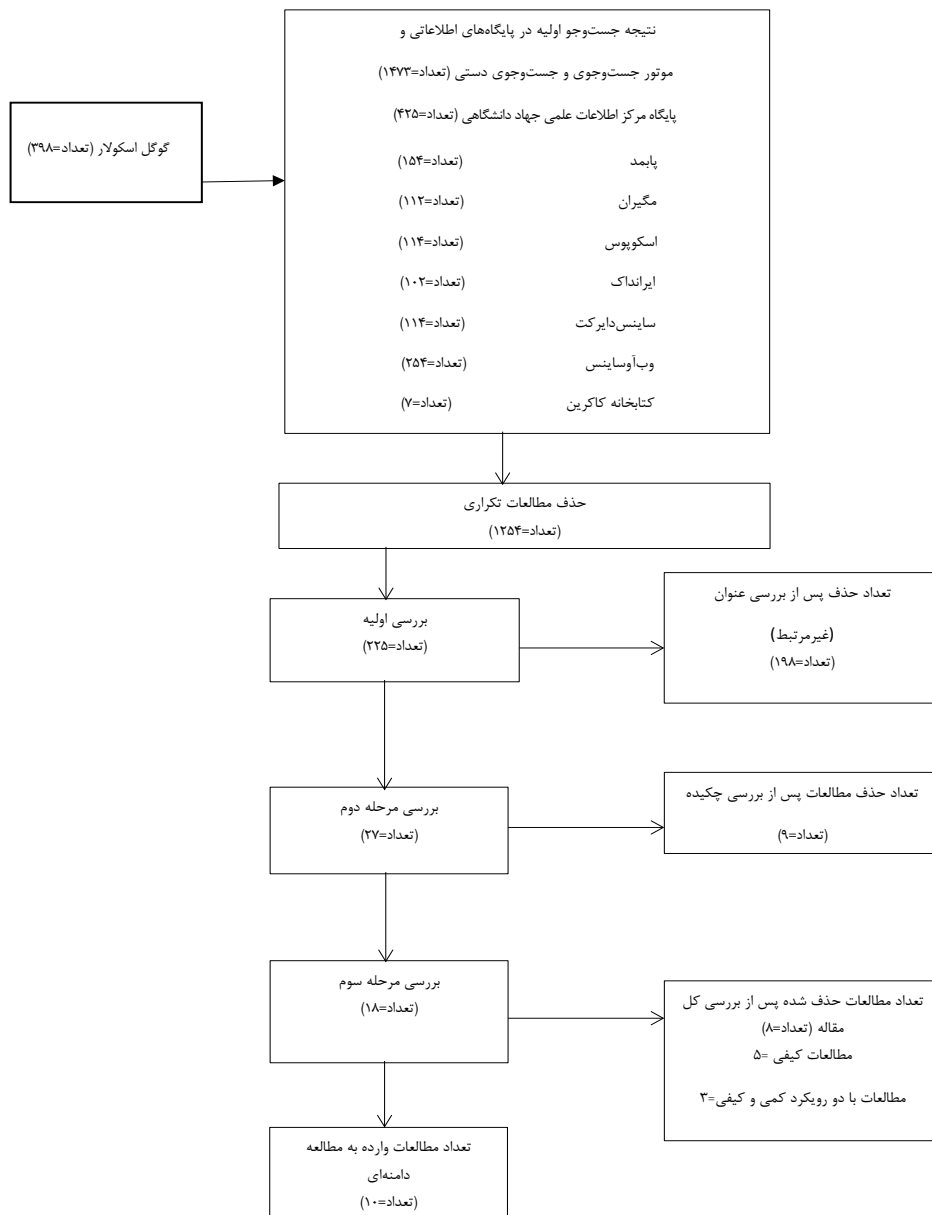 نتیجه جست‌وجو اولیه در پایگاه‌های اطلاعاتی و
موتور جست‌وجوی و جست‌وجوی دستی (تعداد=۱۴۷۳)
پایگاه مرکز اطلاعات علمی جهاد دانشگاهی (تعداد=۴۲۵)
پابمد (تعداد=۱۵۴)
مگیران (تعداد=۱۱۲)
اسکوپوس (تعداد=۱۱۴)
ایرانداک (تعداد=۱۰۲)
ساینس‌دایرکت (تعداد=۱۱۴)
وب‌آوساینس (تعداد=۲۵۴)
کتابخانه کاکرین (تعداد=۷)
گوگل اسکولار (تعداد=۳۹۸)
حذف مطالعات تکراری
(تعداد=۱۲۵۴)
بررسی اولیه
(تعداد=۲۲۵)
تعداد حذف پس از بررسی عنوان
(غیرمرتبط)
(تعداد=۱۹۸)
بررسی مرحله دوم
(تعداد=۲۷)
تعداد حذف مطالعات پس از بررسی چکیده
(تعداد=۹)
بررسی مرحله سوم
(تعداد=۱۸)
تعداد مطالعات حذف شده پس از بررسی کل
مقاله (تعداد=۸)
مطالعات کیفی =۵
مطالعات با دو رویکرد کمی و کیفی=۳
تعداد مطالعات وارده به مطالعه
دامنه‌ای
(تعداد=۱۰)